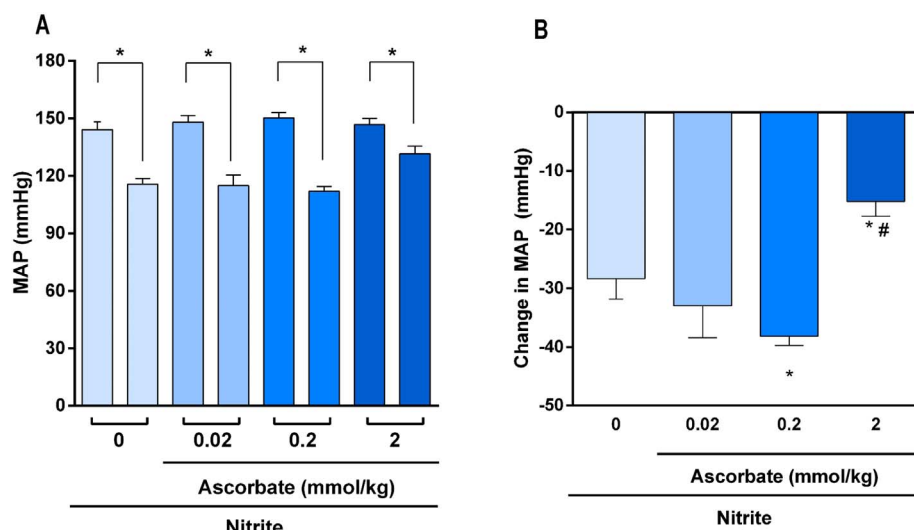 A
180
150
120
90
60
30
0
MAP (mmHg)
* * * *
0 0.02 0.2 2
Ascorbate (mmol/kg)
Nitrite
B
0
-10
-20
-30
-40
-50
Change in MAP (mmHg)
* #
*
0 0.02 0.2 2
Ascorbate (mmol/kg)
Nitrite